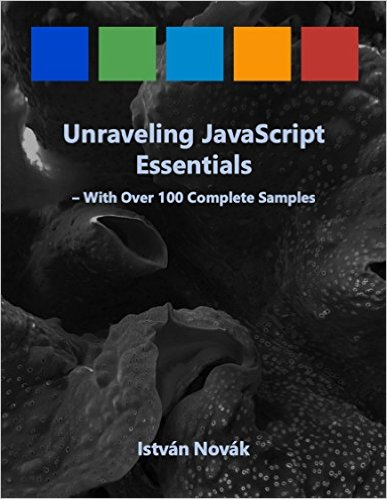 Unraveling JavaScript
Essentials
– With Over 100 Complete Samples
István Novák